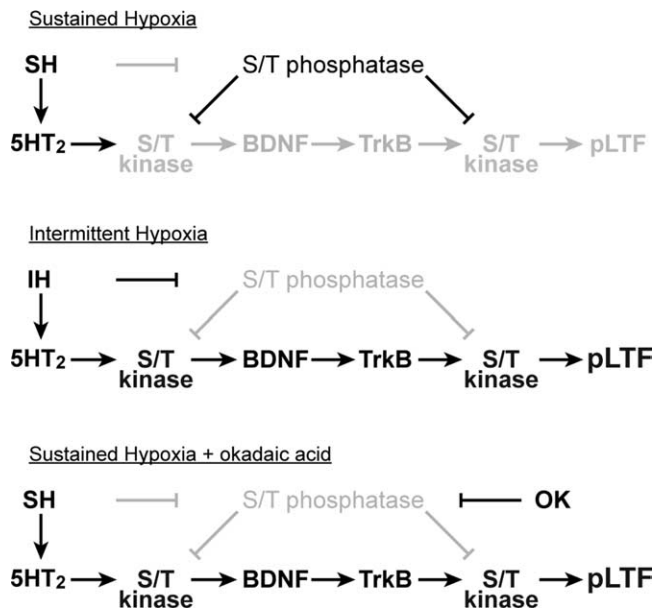 Sustained Hypoxia
SH S/T phosphatase
5HT2 S/T BDNF TrkB S/T pLTF
kinase kinase
Intermittent Hypoxia
IH S/T phosphatase
5HT2 S/T BDNF TrkB S/T pLTF
kinase kinase
Sustained Hypoxia + okadaic acid
SH S/T phosphatase OK
5HT2 S/T BDNF TrkB S/T pLTF
kinase kinase